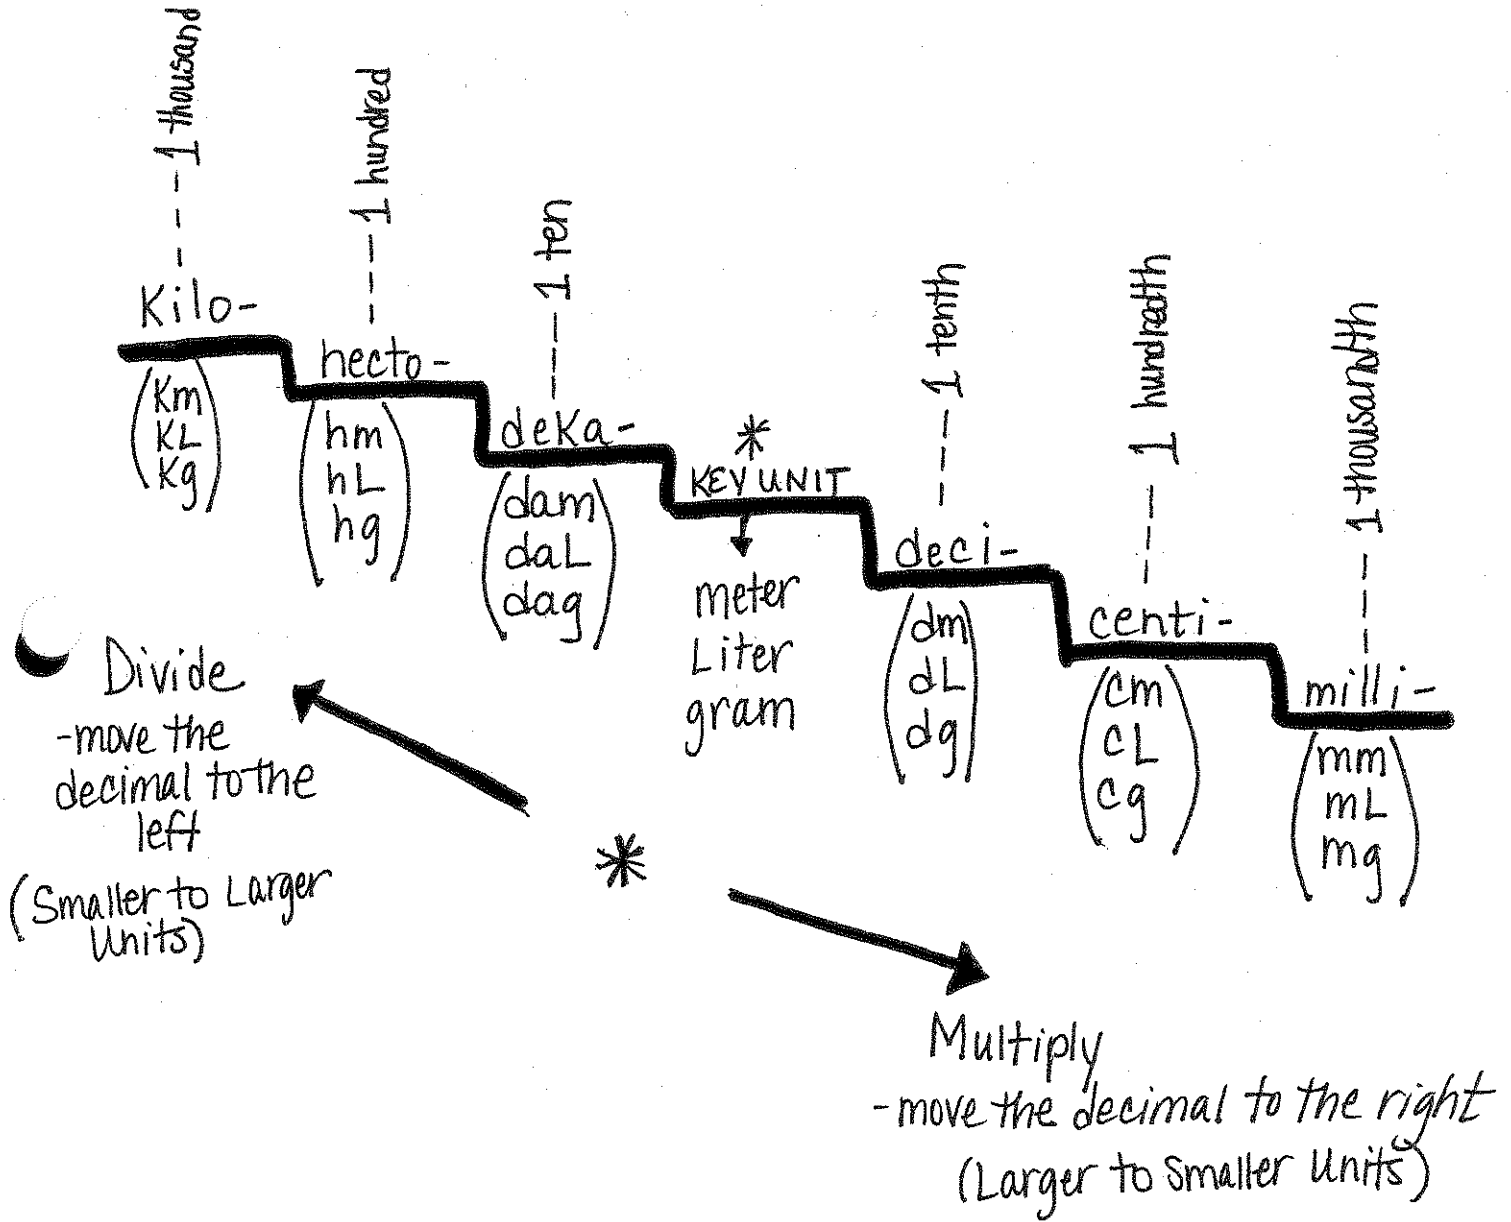 1 thousand
1 hundred
1 ten
1 tenth
1 hundredth
1 thousandth
Kilo-
(Km
KL
Kg)
hecto-
(hm
hL
hg)
deKa-
(dam
daL
dag)
*
KEY UNIT
meter
Liter
gram
deci-
(dm
dL
dg)
centi-
(cm
cL
cg)
milli-
(mm
mL
mg)
Divide
-move the
decimal to the
left
(Smaller to Larger
Units)
*
Multiply
-move the decimal to the right
(Larger to Smaller Units)